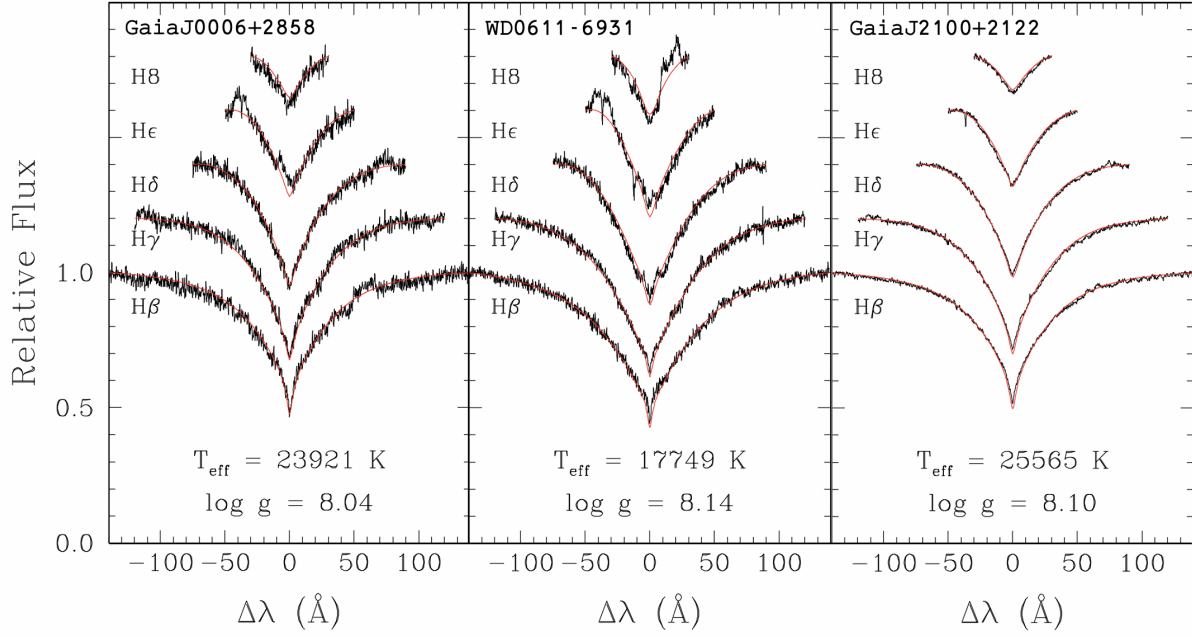 GaiaJ0006+2858
WD0611-6931
GaiaJ2100+2122
H8
H8
H8
Hϵ
Hϵ
Hϵ
Hδ
Hδ
Hδ
Hγ
Hγ
Hγ
Hβ
Hβ
Hβ
Relative Flux
1.0
0.5
0.0
T_eff = 23921 K
log g = 8.04
T_eff = 17749 K
log g = 8.14
T_eff = 25565 K
log g = 8.10
−100 −50 0 50 100
−100 −50 0 50 100
−100 −50 0 50 100
Δλ (Å)
Δλ (Å)
Δλ (Å)